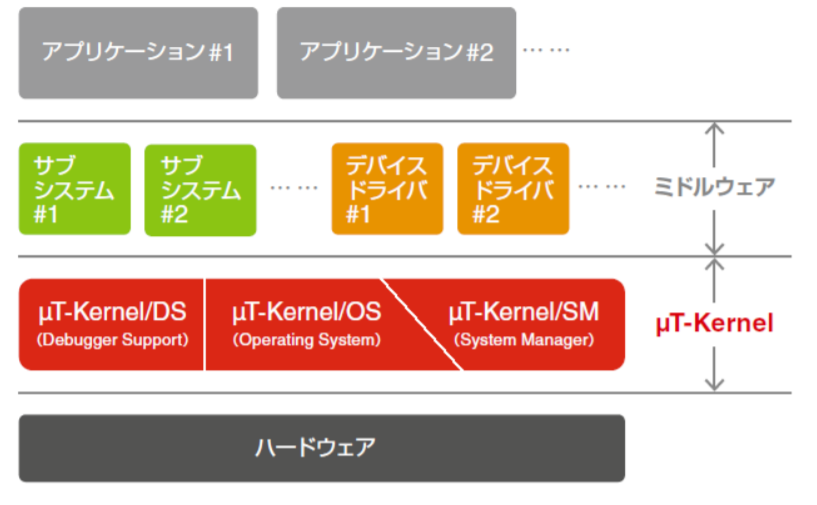 アプリケーション#1
アプリケーション#2
……
サブ
システム
#1
サブ
システム
#2
……
デバイス
ドライバ
#1
デバイス
ドライバ
#2
……
ミドルウェア
μT-Kernel/DS
(Debugger Support)
μT-Kernel/OS
(Operating System)
μT-Kernel/SM
(System Manager)
μT-Kernel
ハードウェア